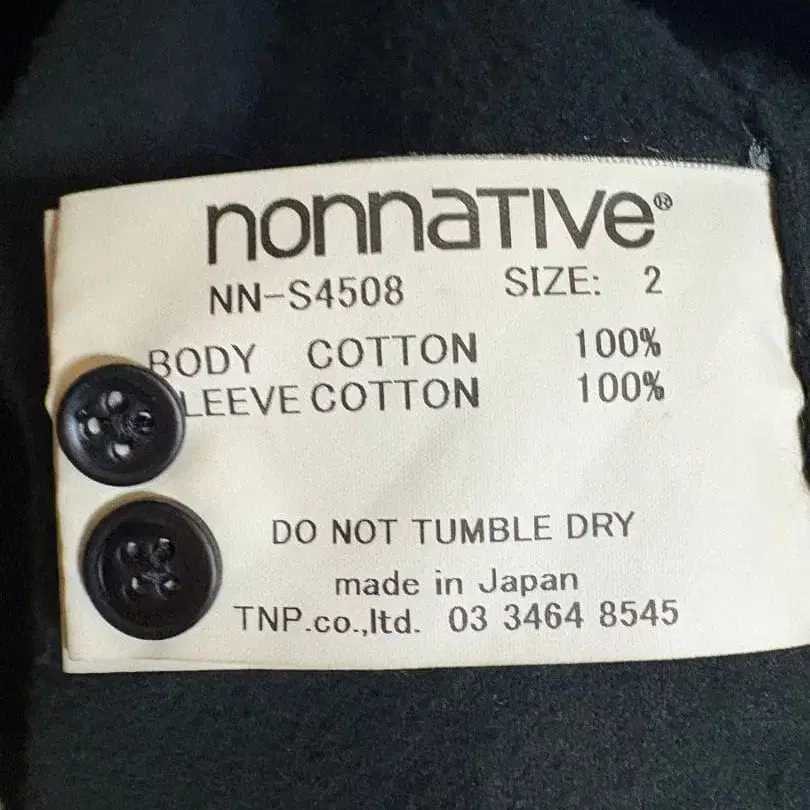 nonnative®
NN-S4508 SIZE: 2
BODY COTTON 100%
LEEVE COTTON 100%
DO NOT TUMBLE DRY
made in Japan
TNP.co.,ltd. 03 3464 8545